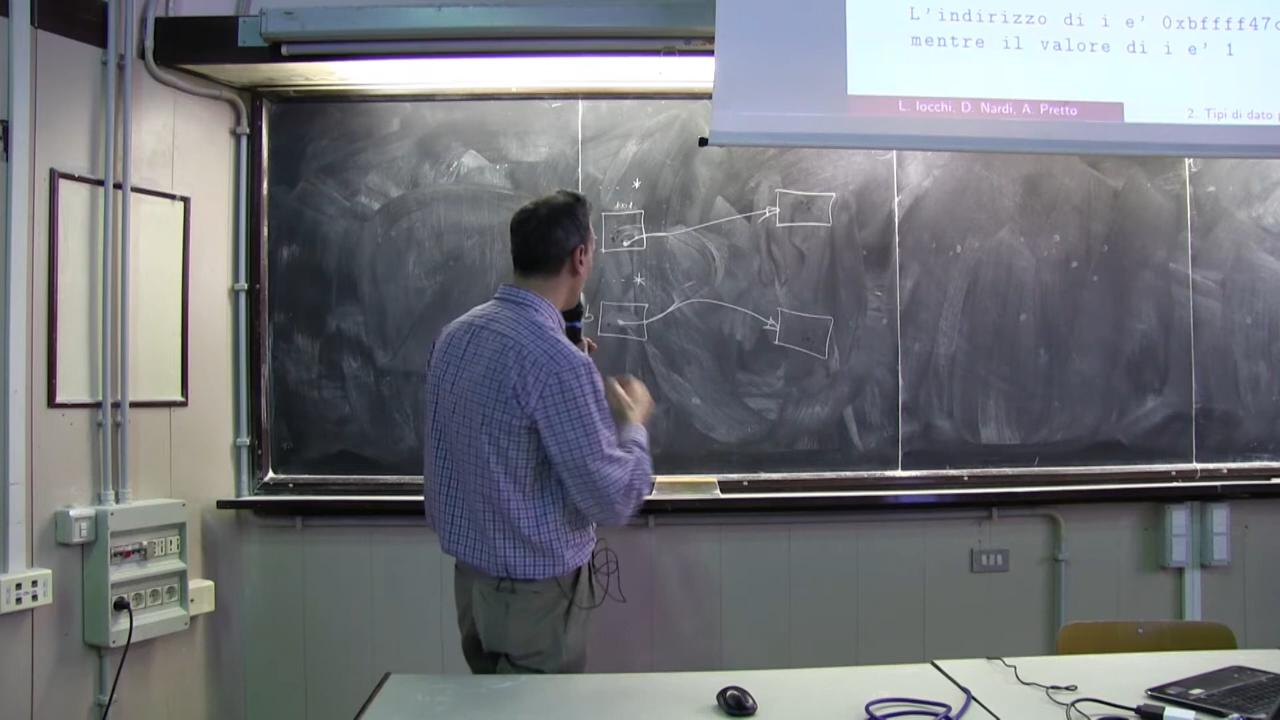 L'indirizzo di i e' 0xbffff47c
mentre il valore di i e' 1
L. Iocchi, D. Nardi, A. Pretto
2. Tipi di dato
*
*
b